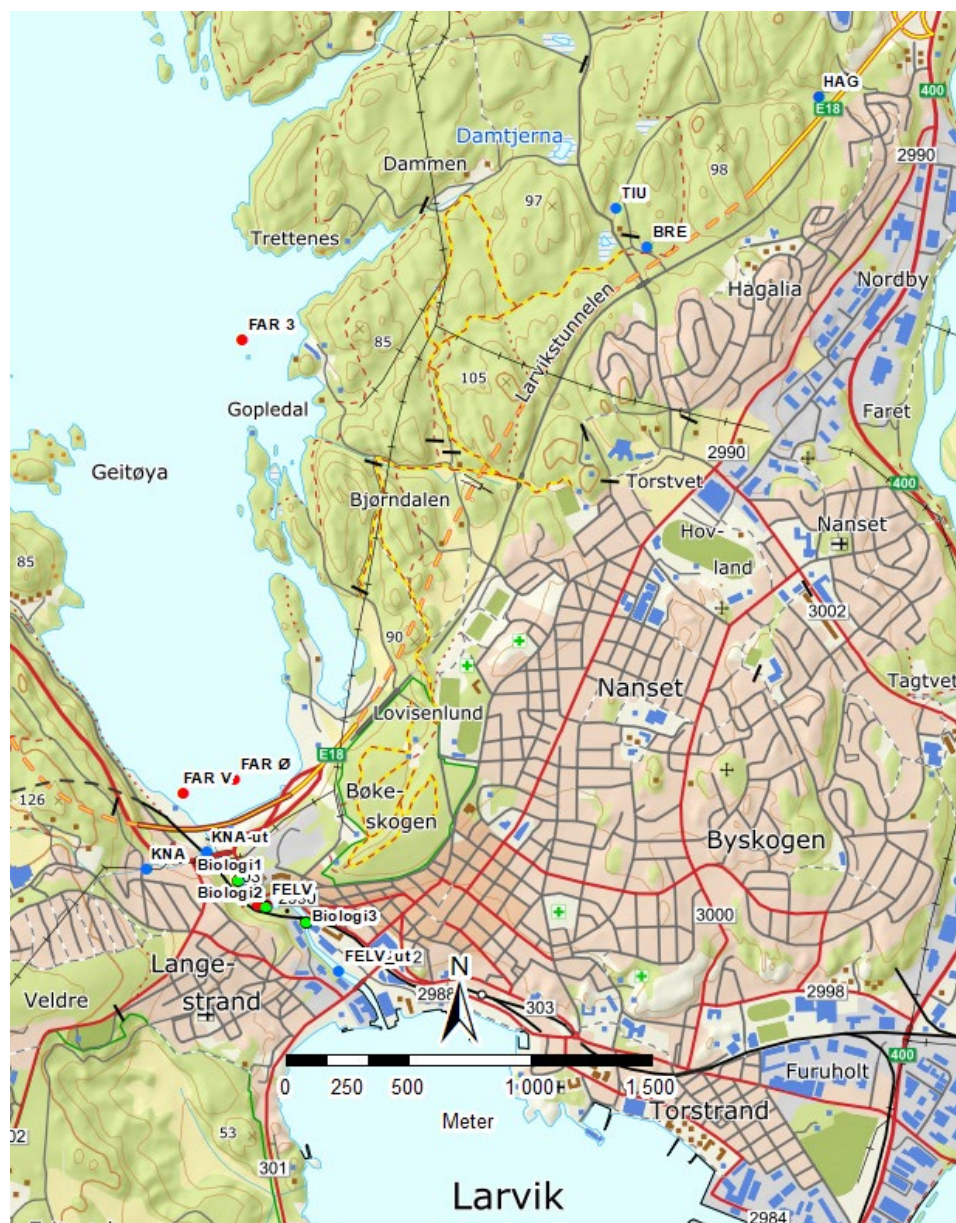 HAG
E18
400
Damtjerna
2990
Dammen
98
97
TIU
Trettenes
BRE
Hagalia
Nordby
FAR 3
85
Larvikstunnelen
105
Gopledal
Faret
2990
Geitøya
Torstvet
400
Bjørndalen
Nanset
Hov-
land
85
3002
90
Nanset
Tagtvet
Lovisenlund
E18
FAR Ø
FAR V
126
Bøke-
skogen
Byskogen
KNA-ut
KNA
Biologi1
Biologi2
FELV
Biologi3
3000
FELV_ut
N
Lange-
strand
Veldre
2988
303
2998
400
0 250 500 1 000 1 500
Meter
Furuholt
Torstrand
53
301
Larvik
2984